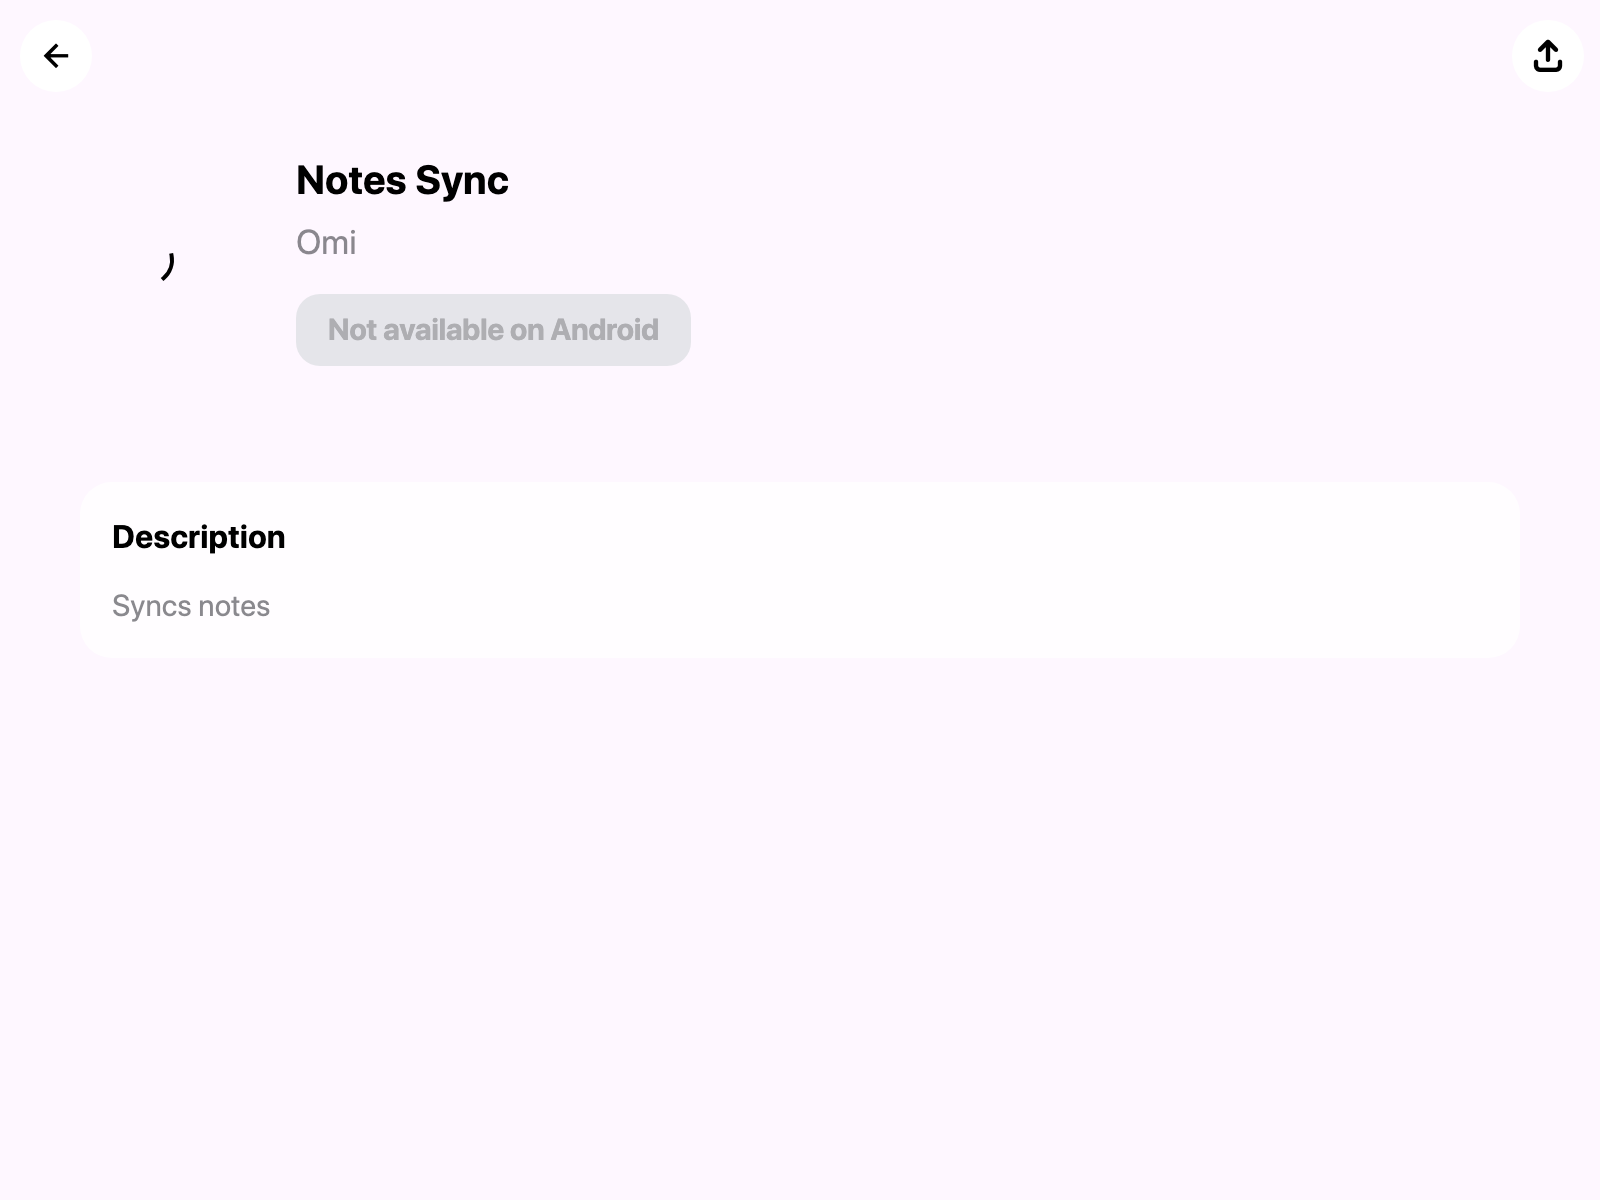 Notes Sync
Omi
Not available on Android
Description
Syncs notes